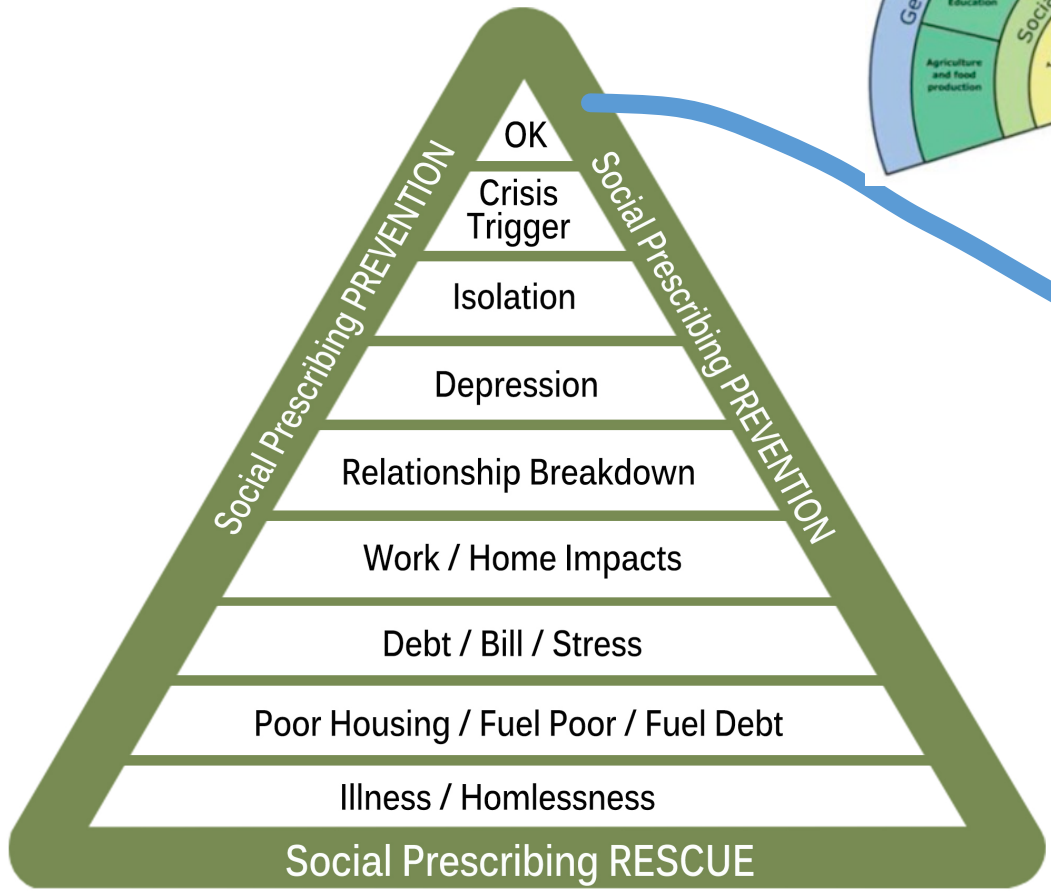 OK
Crisis
Trigger
Isolation
Depression
Relationship Breakdown
Work / Home Impacts
Debt / Bill / Stress
Poor Housing / Fuel Poor / Fuel Debt
Illness / Homlessness
Social Prescribing RESCUE
Social Prescribing PREVENTION
Social Prescribing PREVENTION
Education
Agriculture
and food
production